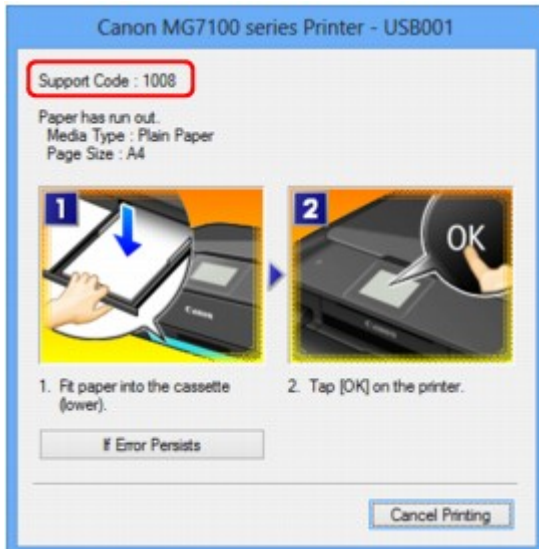 Canon MG7100 series Printer - USB001
Support Code : 1008
Paper has run out.
Media Type : Plain Paper
Page Size : A4
1
2
OK
Canon
Canon
1. Fit paper into the cassette
(lower).
2. Tap [OK] on the printer.
If Error Persists
Cancel Printing